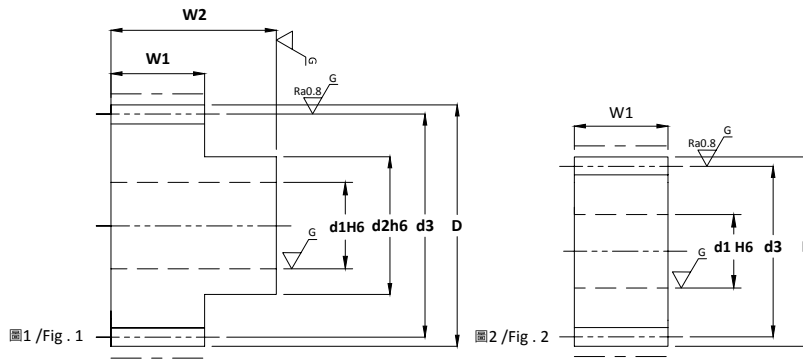 W2
W1
G
Ra0.8
G
G
d1H6
d2h6
d3
D
圖1 /Fig . 1
W1
Ra0.8
G
G
d1 H6
d3
圖2 /Fig . 2